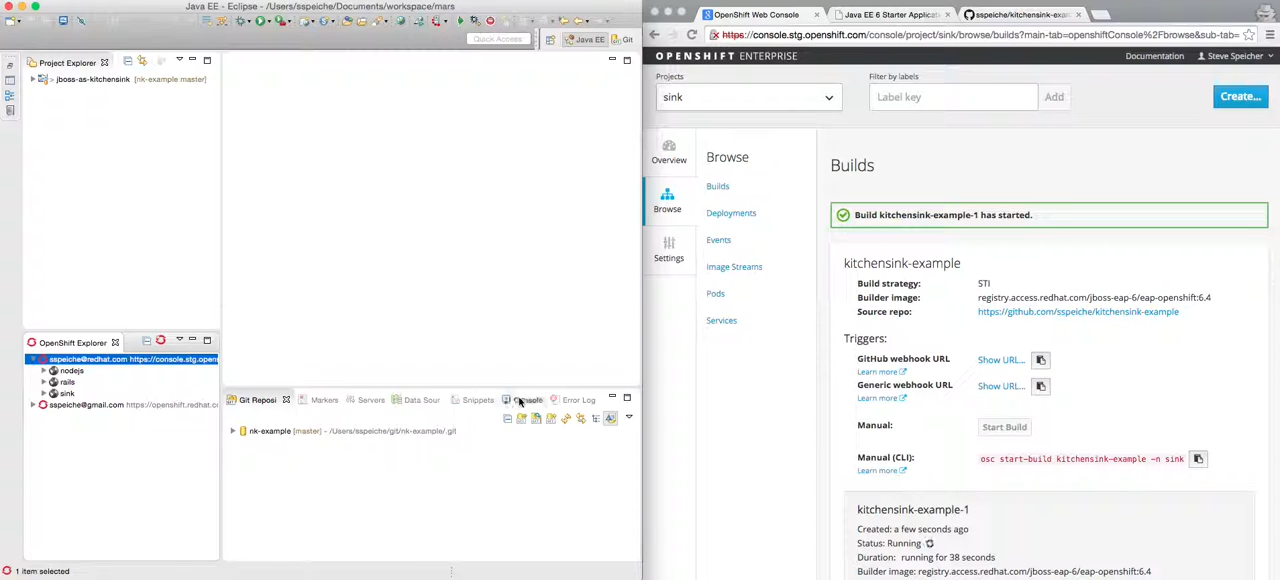 Java EE - Eclipse - /Users/sspeiche/Documents/workspace/mars
Quick Access
Java EE
Git
Project Explorer
> jboss-as-kitchensink [nk-example master]
OpenShift Explorer
sspeiche@redhat.com https://console.stg.open
nodejs
rails
sink
sspeiche@gmail.com https://openshift.redhat.c
Git Reposi
Markers
Servers
Data Sour
Snippets
Console
Error Log
nk-example [master] - /Users/sspeiche/git/nk-example/.git
1 item selected
OpenShift Web Console
Java EE 6 Starter Applicat
sspeiche/kitchensink-exa
https://console.stg.openshift.com/console/project/sink/browse/builds?main-tab=openshiftConsole%2Fbrowse&sub-tab=
OPENSHIFT ENTERPRISE
Documentation
Steve Speicher
Projects
Filter by labels
sink
Label key
Add
Create...
Overview
Browse
Settings
Browse
Builds
Deployments
Events
Image Streams
Pods
Services
Builds
Build kitchensink-example-1 has started.
kitchensink-example
Build strategy: STI
Builder image: registry.access.redhat.com/jboss-eap-6/eap-openshift:6.4
Source repo: https://github.com/sspeiche/kitchensink-example
Triggers:
GitHub webhook URL Show URL...
Learn more
Generic webhook URL Show URL...
Learn more
Manual: Start Build
Manual (CLI): osc start-build kitchensink-example -n sink
Learn more
kitchensink-example-1
Created: a few seconds ago
Status: Running
Duration: running for 38 seconds
Builder image: registry.access.redhat.com/jboss-eap-6/eap-openshift:6.4